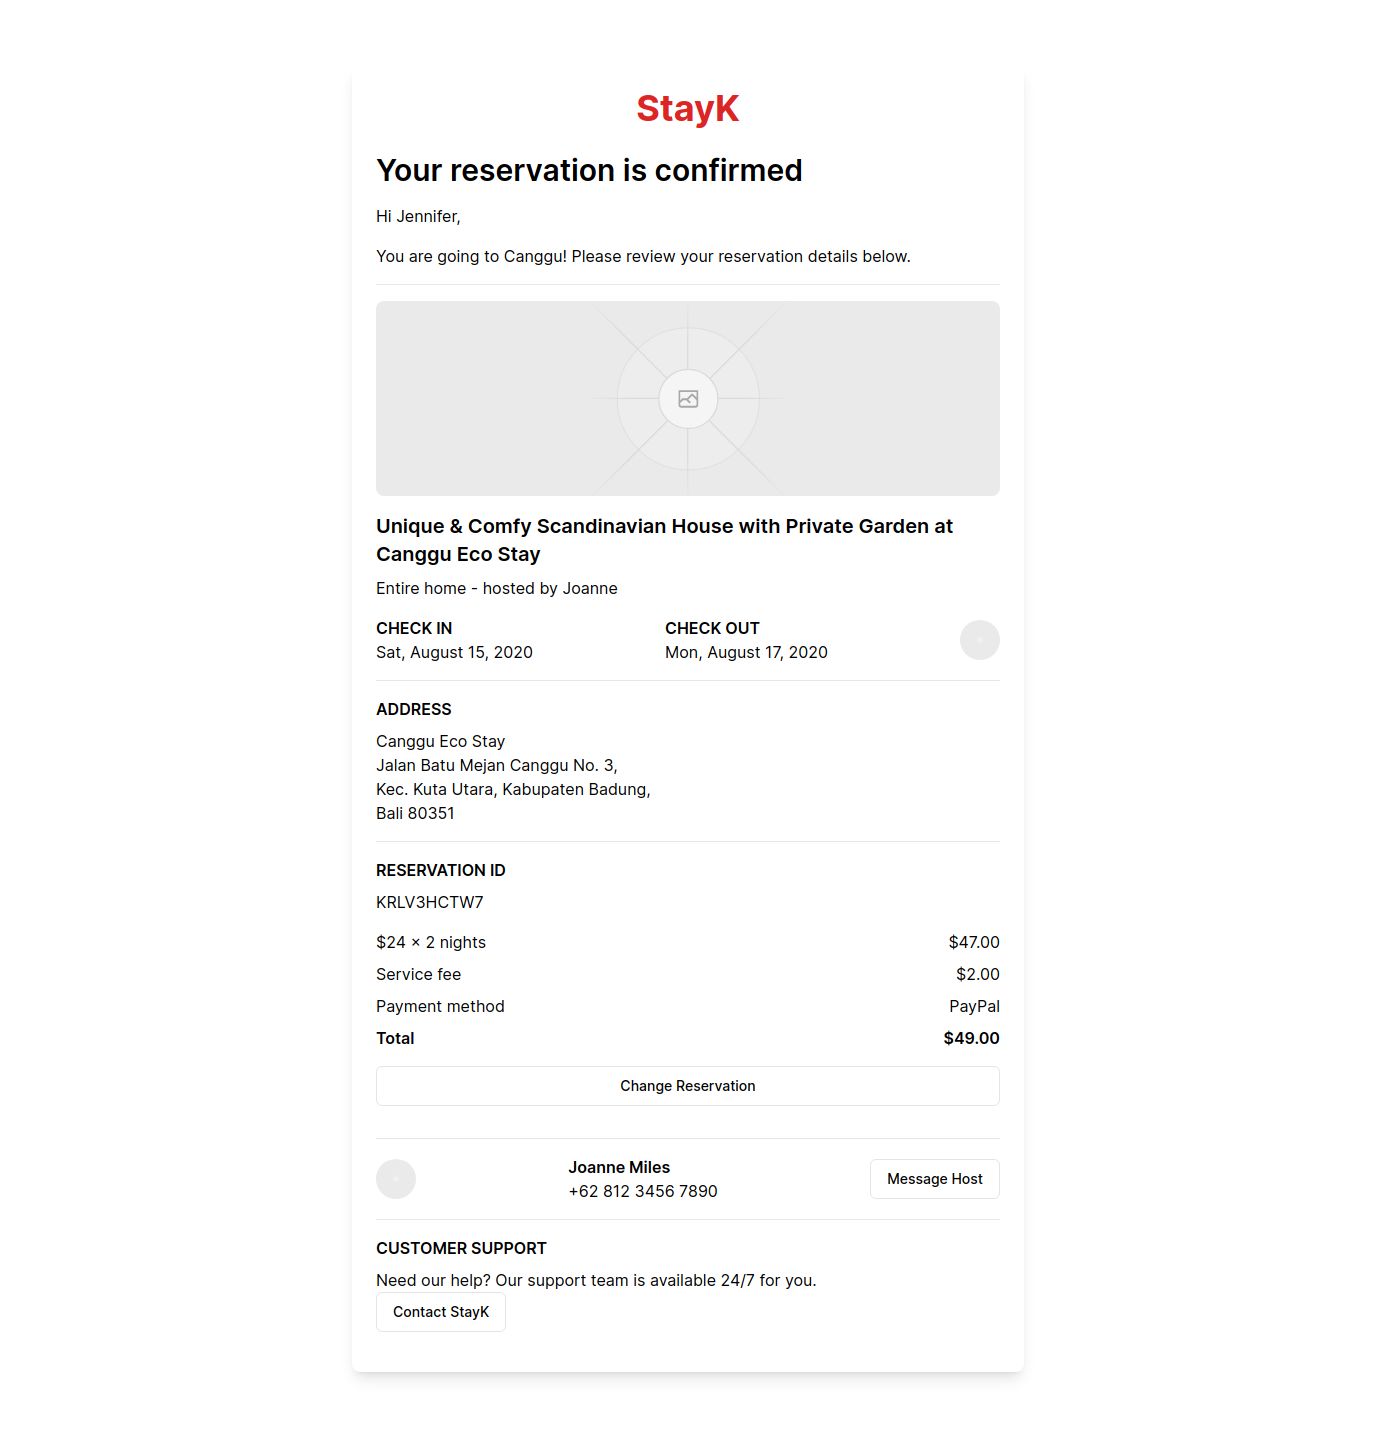 StayK
Your reservation is confirmed
Hi Jennifer,
You are going to Canggu! Please review your reservation details below.
Unique & Comfy Scandinavian House with Private Garden at
Canggu Eco Stay
Entire home - hosted by Joanne
CHECK IN
Sat, August 15, 2020
CHECK OUT
Mon, August 17, 2020
ADDRESS
Canggu Eco Stay
Jalan Batu Mejan Canggu No. 3,
Kec. Kuta Utara, Kabupaten Badung,
Bali 80351
RESERVATION ID
KRLV3HCTW7
$24 × 2 nights $47.00
Service fee $2.00
Payment method PayPal
Total $49.00
Change Reservation
Joanne Miles
+62 812 3456 7890
Message Host
CUSTOMER SUPPORT
Need our help? Our support team is available 24/7 for you.
Contact StayK